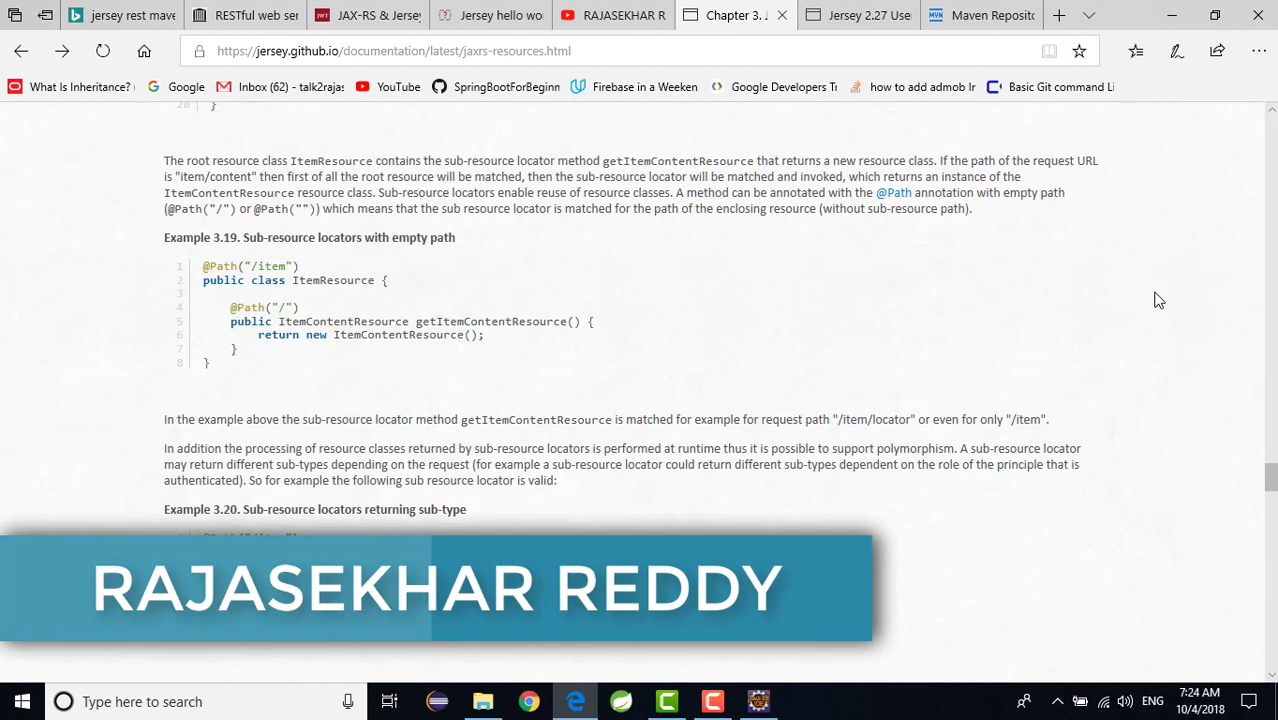 jersey rest mave
RESTful web ser
JAX-RS & Jersey
Jersey hello wo
RAJASEKHAR R
Chapter 3. J
Jersey 2.27 Use
Maven Reposito
https://jersey.github.io/documentation/latest/jaxrs-resources.html
What Is Inheritance? (
Google
Inbox (62) - talk2rajas
YouTube
SpringBootForBeginn
Firebase in a Weeken
Google Developers Tr
how to add admob In
Basic Git command Li
28 }
The root resource class ItemResource contains the sub-resource locator method getItemContentResource that returns a new resource class. If the path of the request URL
is "item/content" then first of all the root resource will be matched, then the sub-resource locator will be matched and invoked, which returns an instance of the
ItemContentResource resource class. Sub-resource locators enable reuse of resource classes. A method can be annotated with the @Path annotation with empty path
(@Path("/") or @Path("")) which means that the sub resource locator is matched for the path of the enclosing resource (without sub-resource path).
Example 3.19. Sub-resource locators with empty path
1 @Path("/item")
2 public class ItemResource {
3
4 @Path("/")
5 public ItemContentResource getItemContentResource() {
6 return new ItemContentResource();
7 }
8 }
In the example above the sub-resource locator method getItemContentResource is matched for example for request path "/item/locator" or even for only "/item".
In addition the processing of resource classes returned by sub-resource locators is performed at runtime thus it is possible to support polymorphism. A sub-resource locator
may return different sub-types depending on the request (for example a sub-resource locator could return different sub-types dependent on the role of the principle that is
authenticated). So for example the following sub resource locator is valid:
Example 3.20. Sub-resource locators returning sub-type
RAJASEKHAR REDDY
Type here to search
ENG
7:24 AM
10/4/2018